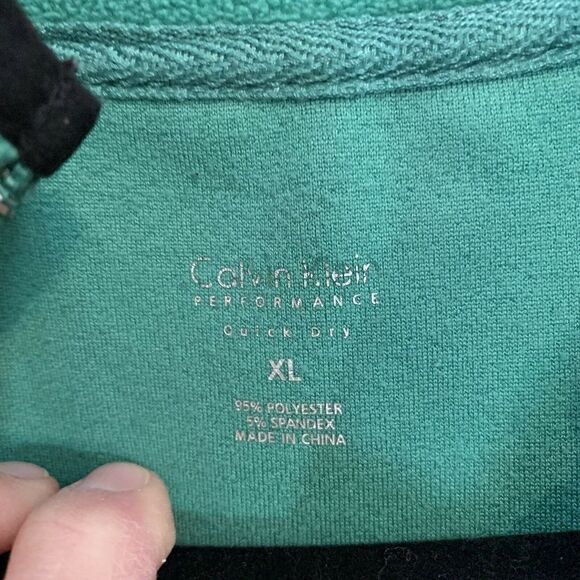 Calvin Klein
PERFORMANCE
Quick Dry
XL
95% POLYESTER
5% SPANDEX
MADE IN CHINA